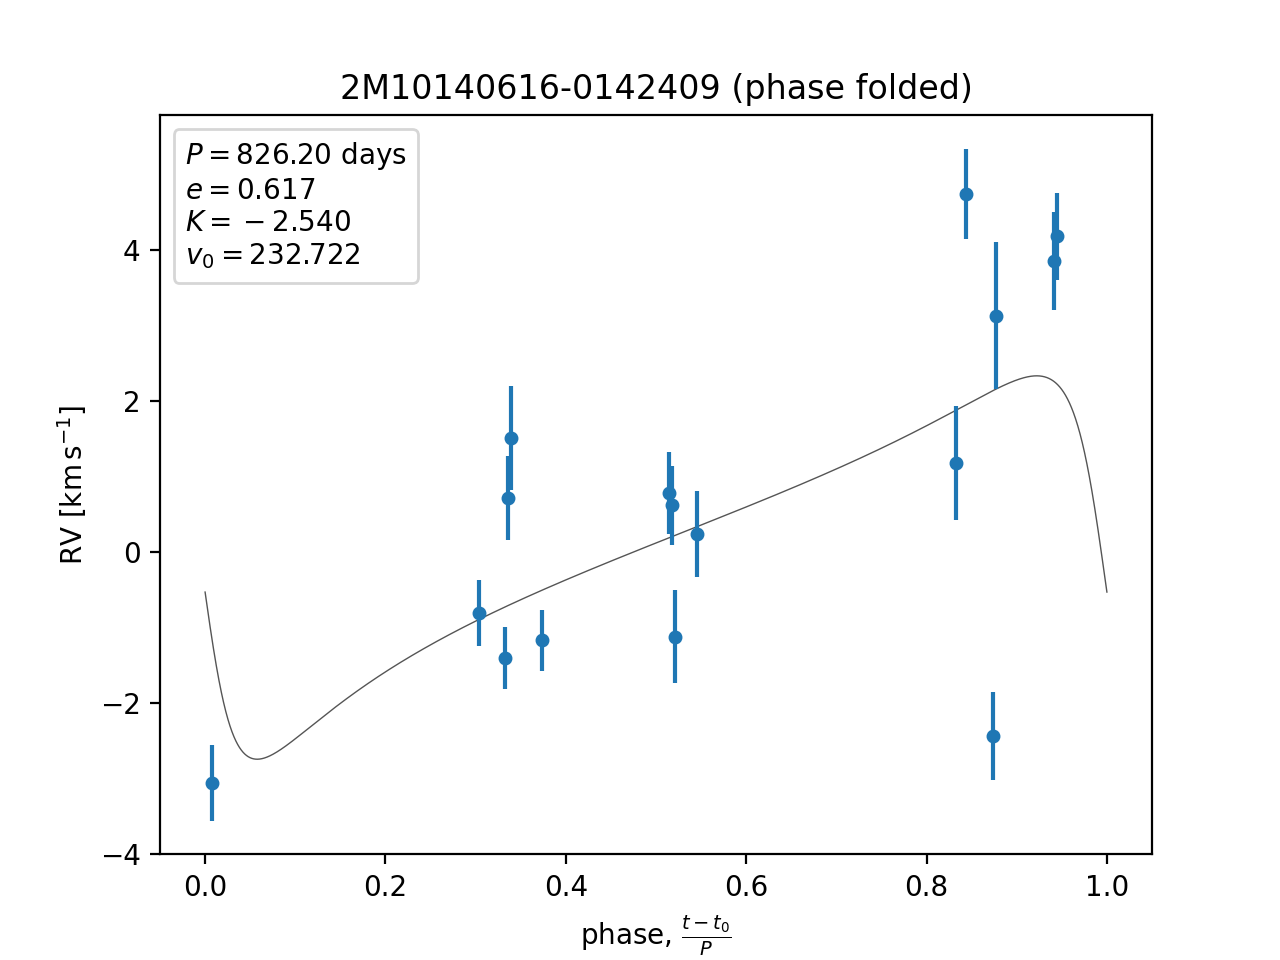 2M10140616-0142409 (phase folded)
P = 826.20 days
e = 0.617
K = −2.540
v₀ = 232.722
RV [km s⁻¹]
4
2
0
−2
−4
0.0 0.2 0.4 0.6 0.8 1.0
phase, (t − t₀)/P